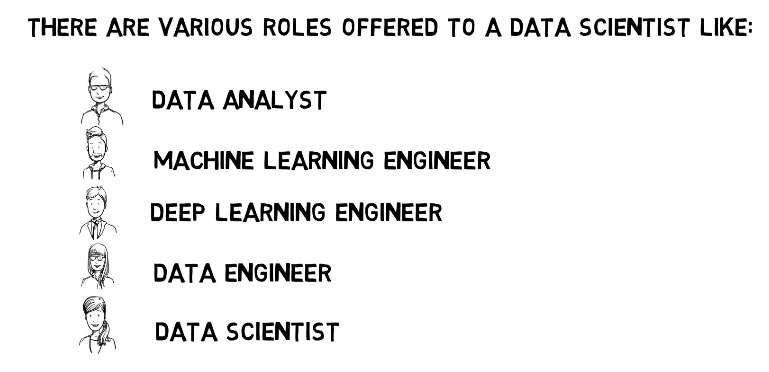 THERE ARE VARIOUS ROLES OFFERED TO A DATA SCIENTIST LIKE:
DATA ANALYST
MACHINE LEARNING ENGINEER
DEEP LEARNING ENGINEER
DATA ENGINEER
DATA SCIENTIST